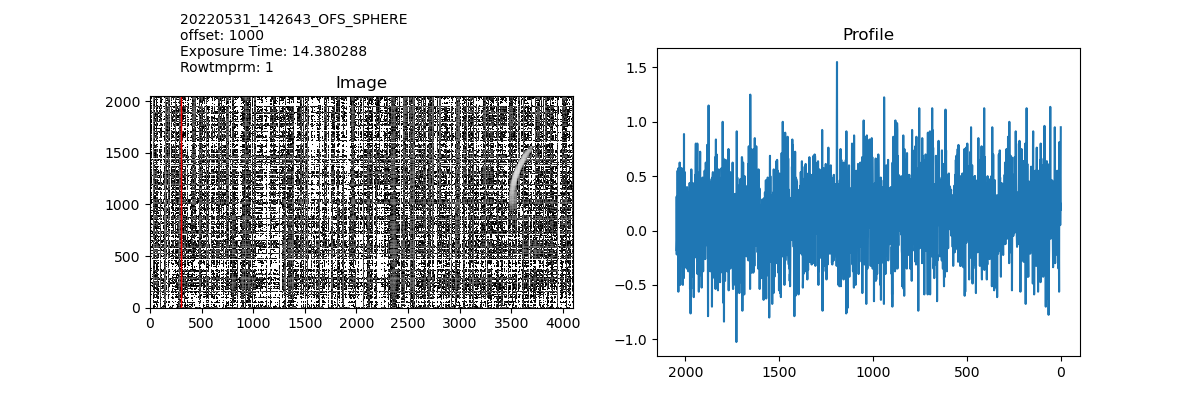 20220531_142643_OFS_SPHERE
offset: 1000
Exposure Time: 14.380288
Rowtmprm: 1
Image
2000
1500
1000
500
0
0 500 1000 1500 2000 2500 3000 3500 4000
Profile
1.5
1.0
0.5
0.0
−0.5
−1.0
2000 1500 1000 500 0